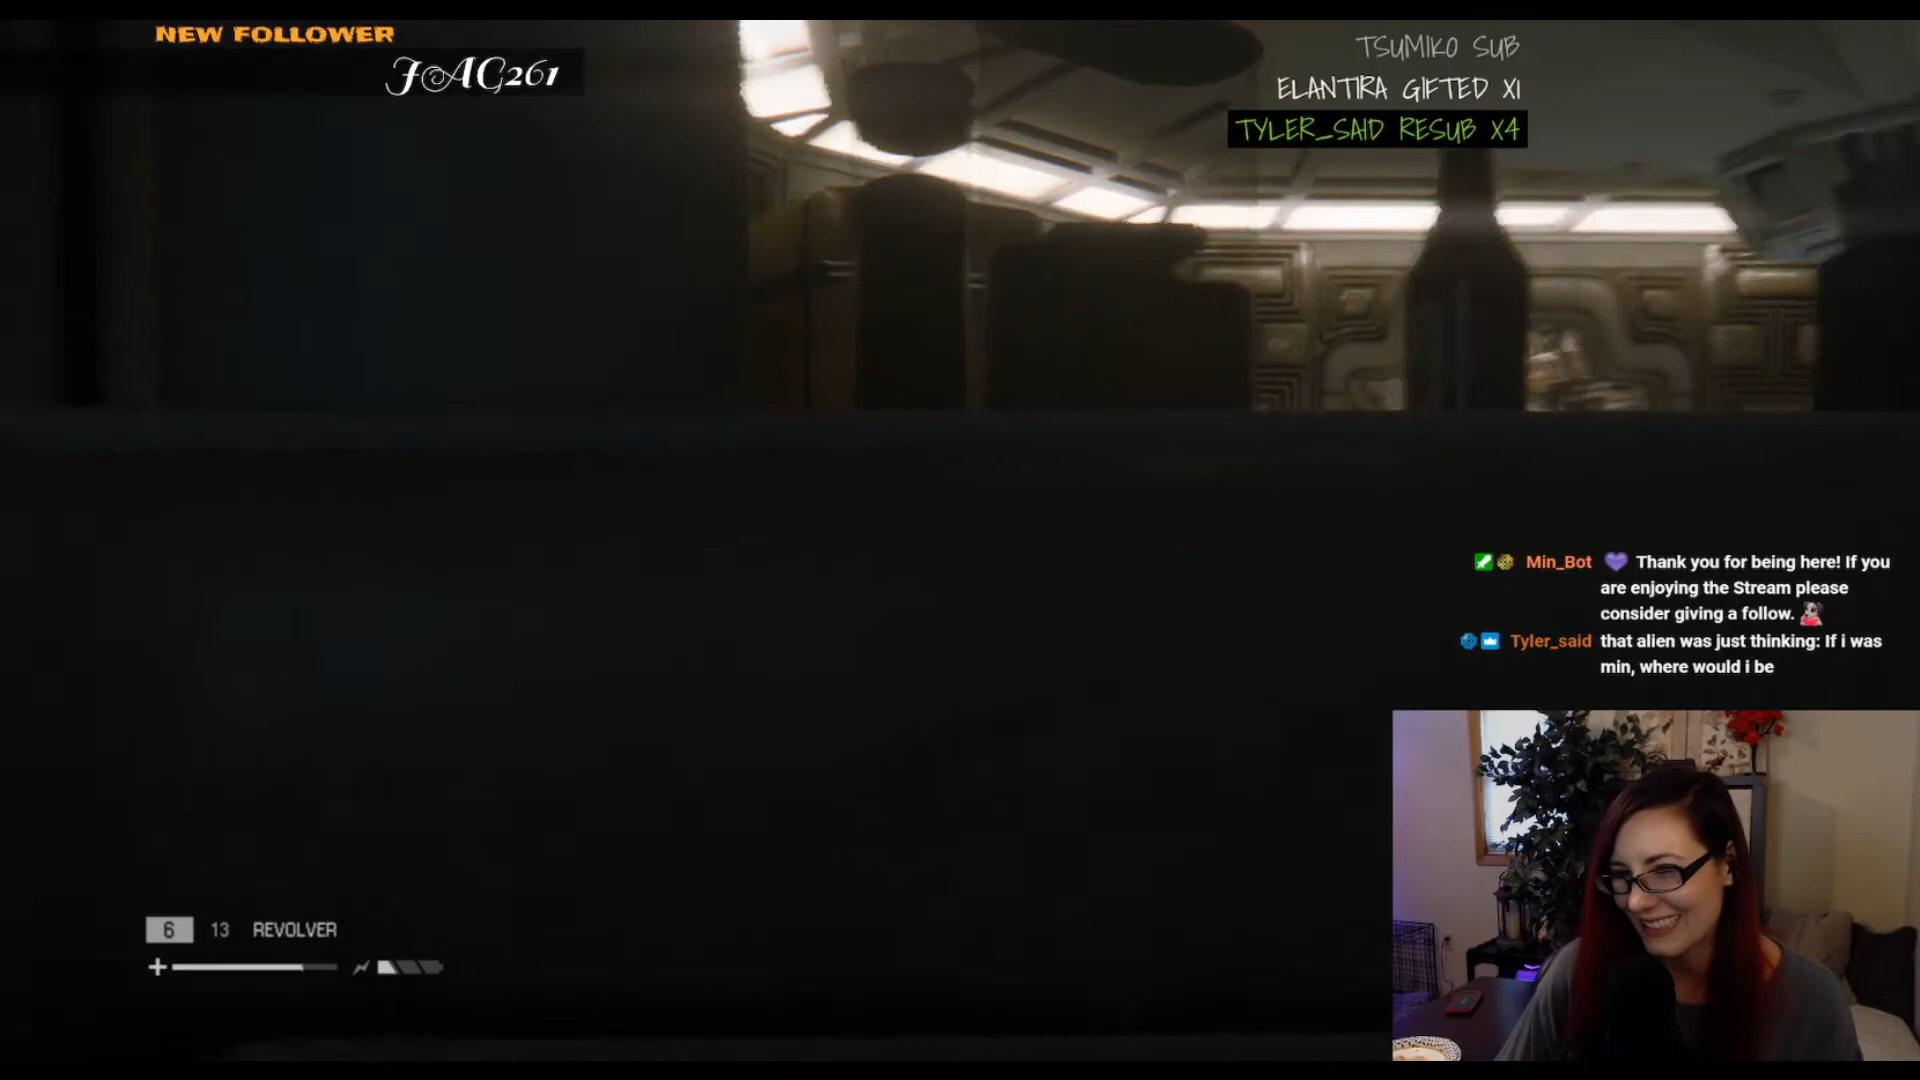 NEW FOLLOWER
JAG261
TSUMIKO SUB
ELANTIRA GIFTED X1
TYLER_SAID RESUB X4
Min_Bot Thank you for being here! If you
are enjoying the Stream please
consider giving a follow.
Tyler_said that alien was just thinking: If i was
min, where would i be
6 13 REVOLVER